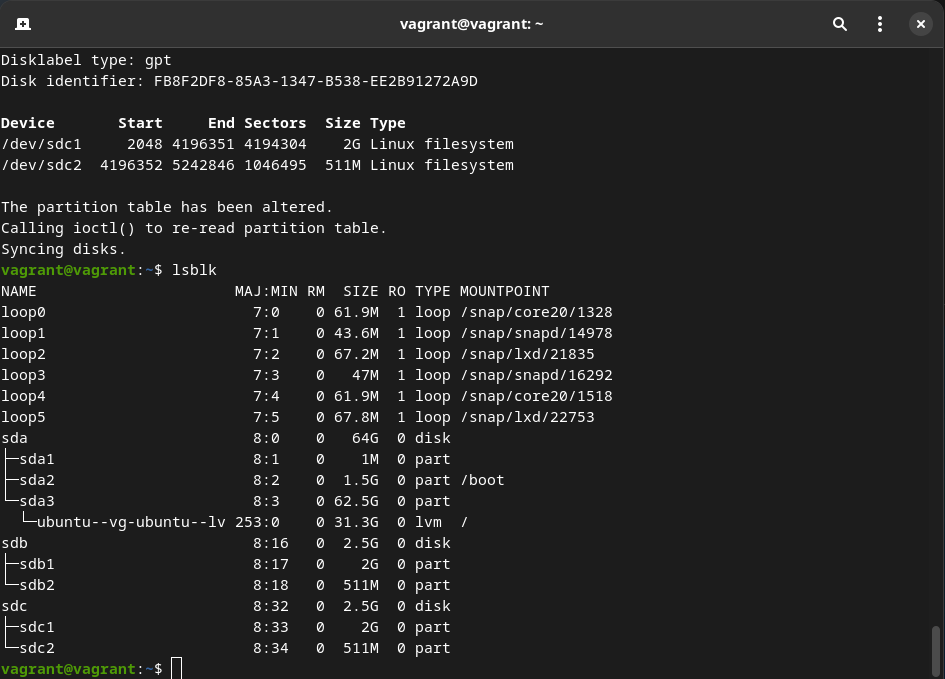 vagrant@vagrant: ~
Disklabel type: gpt
Disk identifier: FB8F2DF8-85A3-1347-B538-EE2B91272A9D

Device       Start     End Sectors  Size Type
/dev/sdc1     2048 4196351 4194304    2G Linux filesystem
/dev/sdc2  4196352 5242846 1046495  511M Linux filesystem

The partition table has been altered.
Calling ioctl() to re-read partition table.
Syncing disks.
vagrant@vagrant:~$ lsblk
NAME                      MAJ:MIN RM  SIZE RO TYPE MOUNTPOINT
loop0                       7:0    0 61.9M  1 loop /snap/core20/1328
loop1                       7:1    0 43.6M  1 loop /snap/snapd/14978
loop2                       7:2    0 67.2M  1 loop /snap/lxd/21835
loop3                       7:3    0   47M  1 loop /snap/snapd/16292
loop4                       7:4    0 61.9M  1 loop /snap/core20/1518
loop5                       7:5    0 67.8M  1 loop /snap/lxd/22753
sda                         8:0    0   64G  0 disk
├─sda1                      8:1    0    1M  0 part
├─sda2                      8:2    0  1.5G  0 part /boot
└─sda3                      8:3    0 62.5G  0 part
  └─ubuntu--vg-ubuntu--lv 253:0    0 31.3G  0 lvm  /
sdb                         8:16   0  2.5G  0 disk
├─sdb1                      8:17   0    2G  0 part
└─sdb2                      8:18   0  511M  0 part
sdc                         8:32   0  2.5G  0 disk
├─sdc1                      8:33   0    2G  0 part
└─sdc2                      8:34   0  511M  0 part
vagrant@vagrant:~$